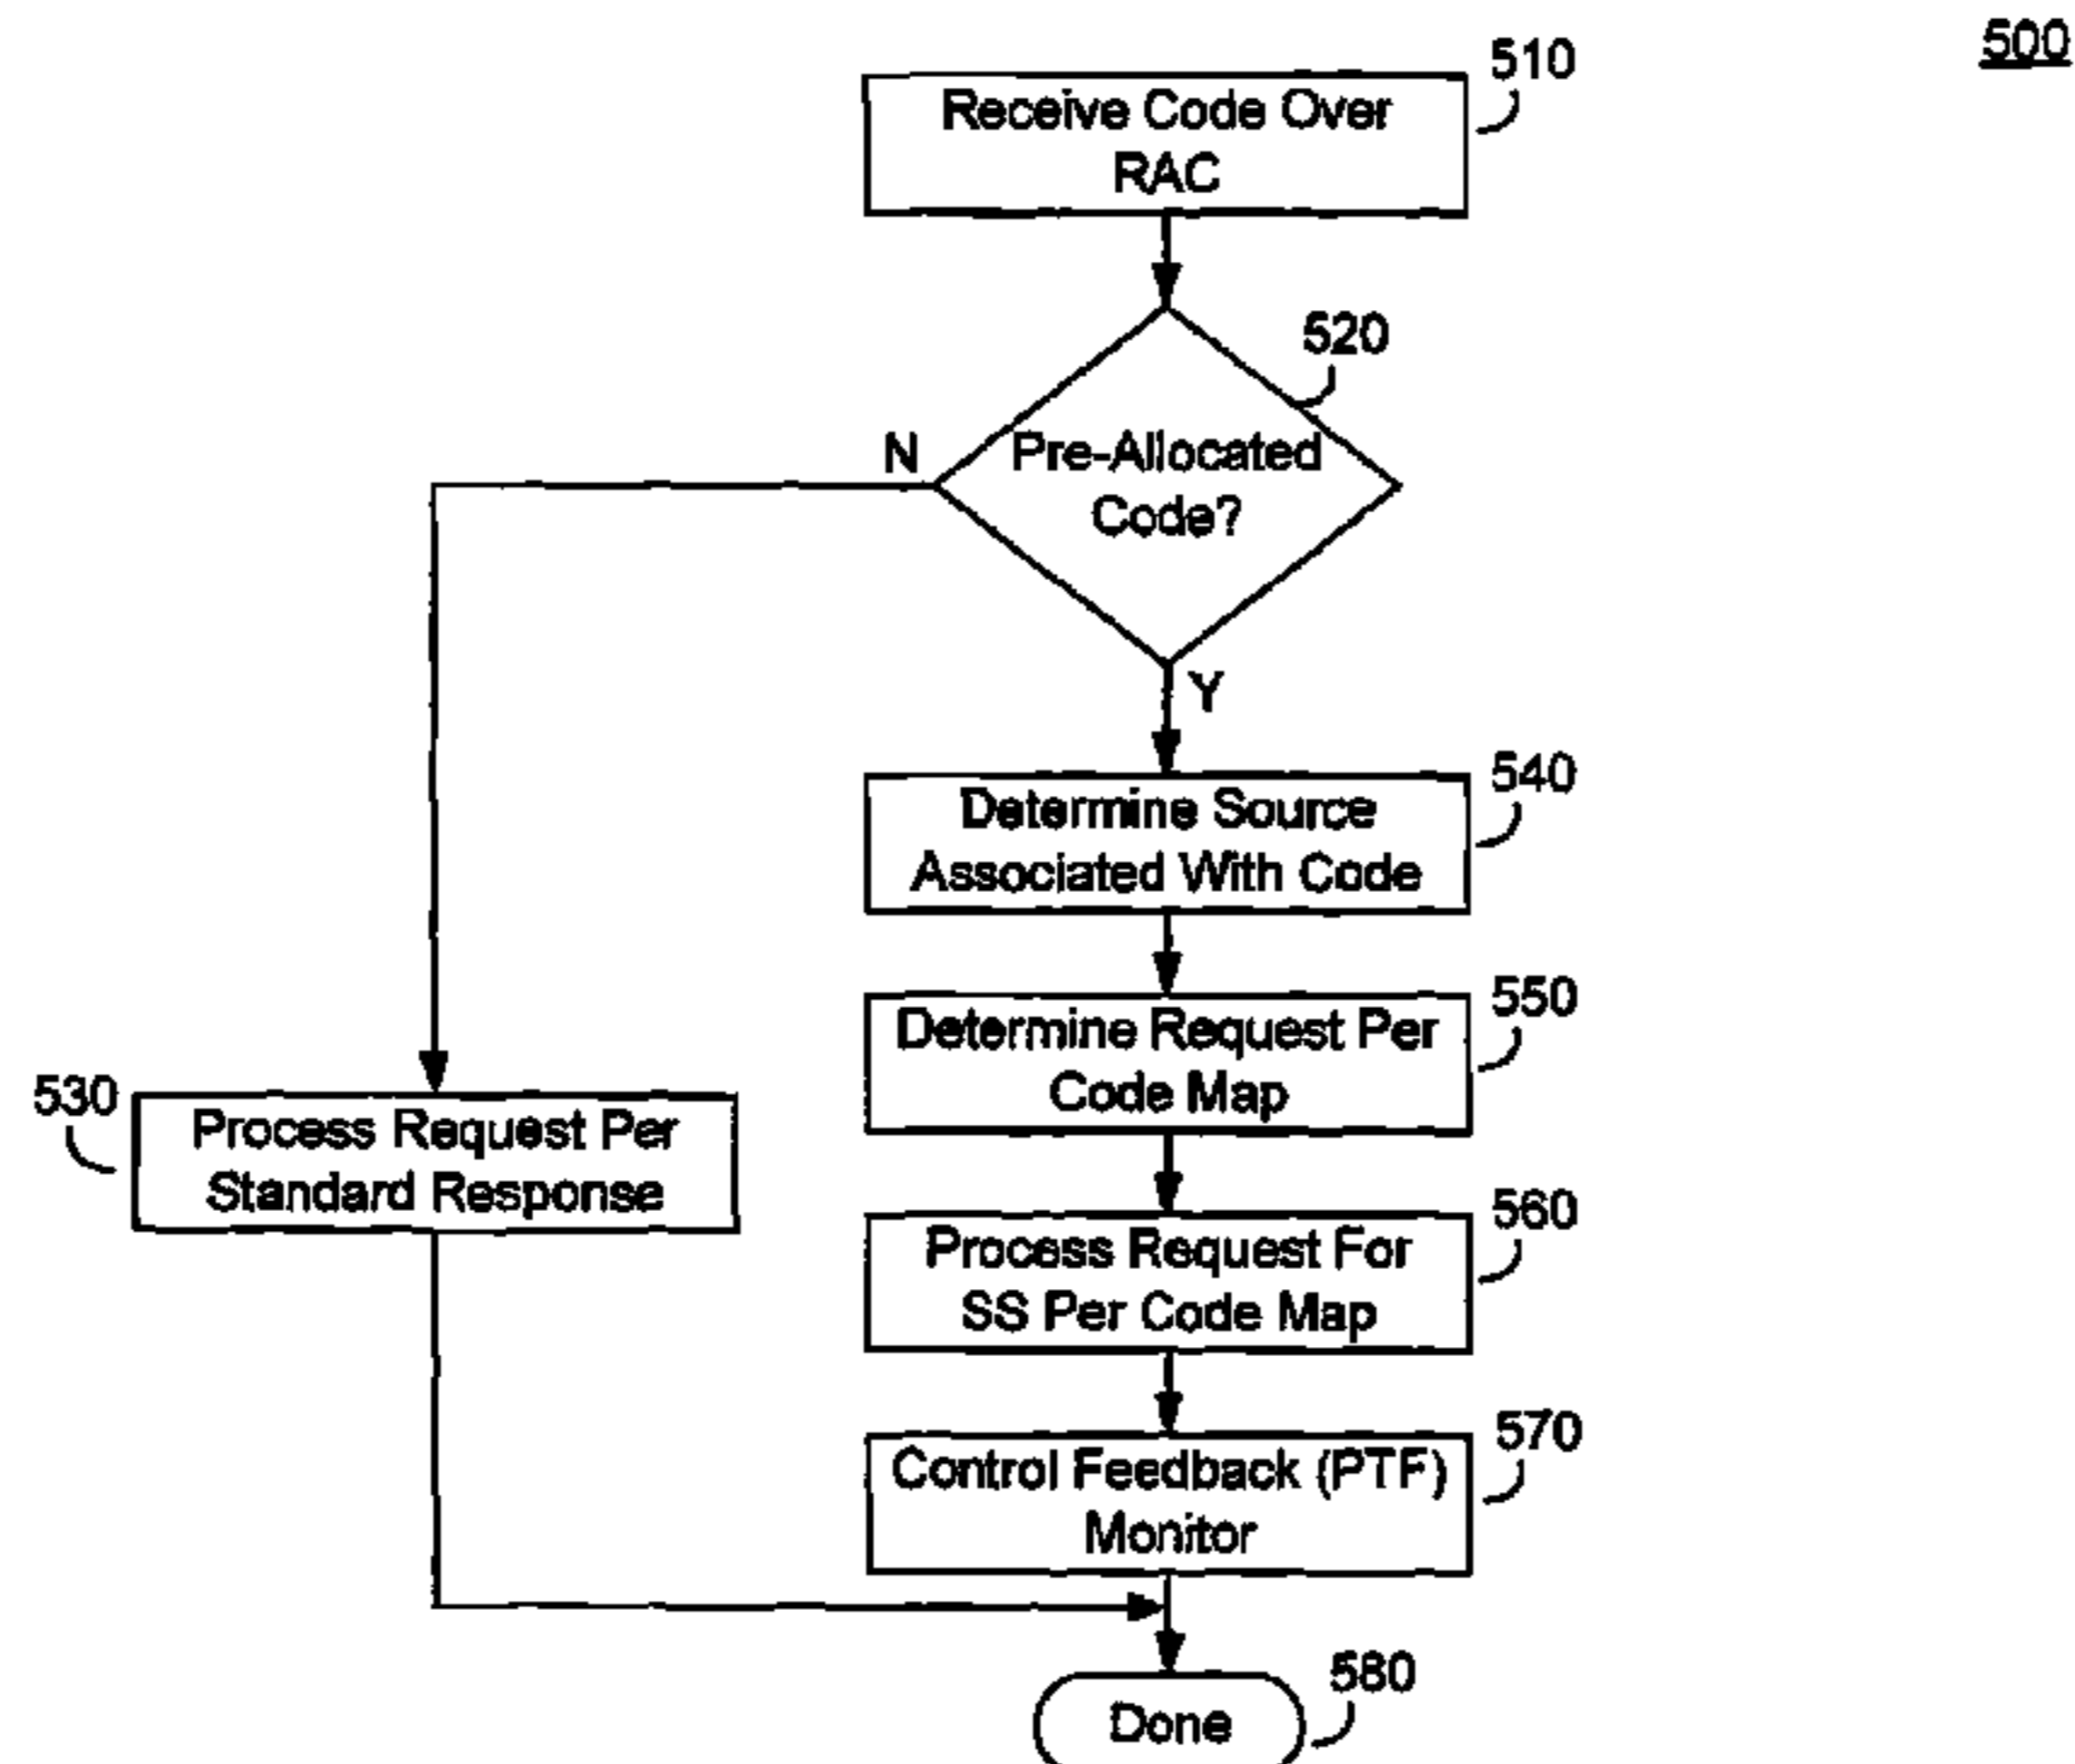 500
510
Receive Code Over
RAC
520
N
Pre-Allocated
Code?
Y
540
Determine Source
Associated With Code
550
Determine Request Per
Code Map
530
Process Request Per
Standard Response
560
Process Request For
SS Per Code Map
570
Control Feedback (PTF)
Monitor
580
Done